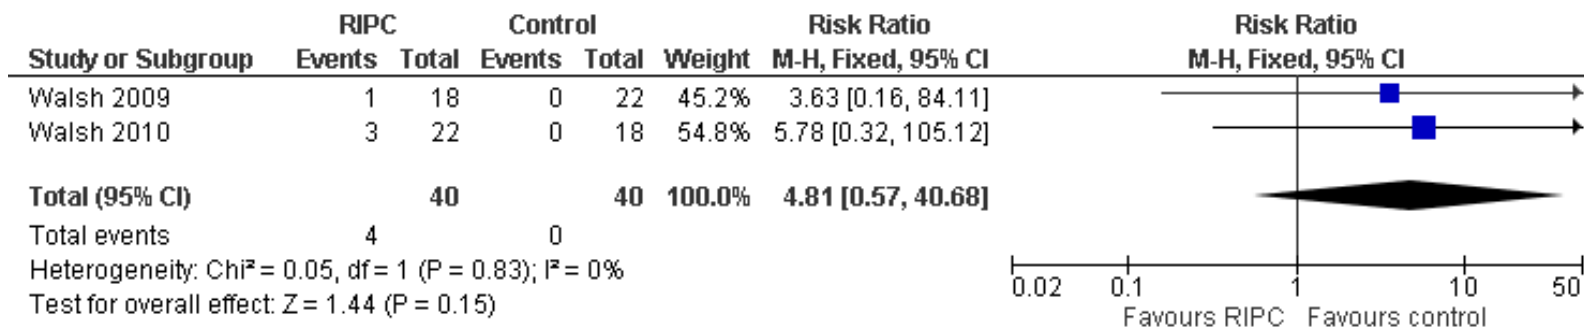 RIPC Control Risk Ratio Risk Ratio
Study or Subgroup Events Total Events Total Weight M-H, Fixed, 95% CI M-H, Fixed, 95% CI
Walsh 2009 1 18 0 22 45.2% 3.63 [0.16, 84.11]
Walsh 2010 3 22 0 18 54.8% 5.78 [0.32, 105.12]
Total (95% CI) 40 40 100.0% 4.81 [0.57, 40.68]
Total events 4 0
Heterogeneity: Chi² = 0.05, df = 1 (P = 0.83); I² = 0%
Test for overall effect: Z = 1.44 (P = 0.15)
0.02 0.1 1 10 50
Favours RIPC Favours control